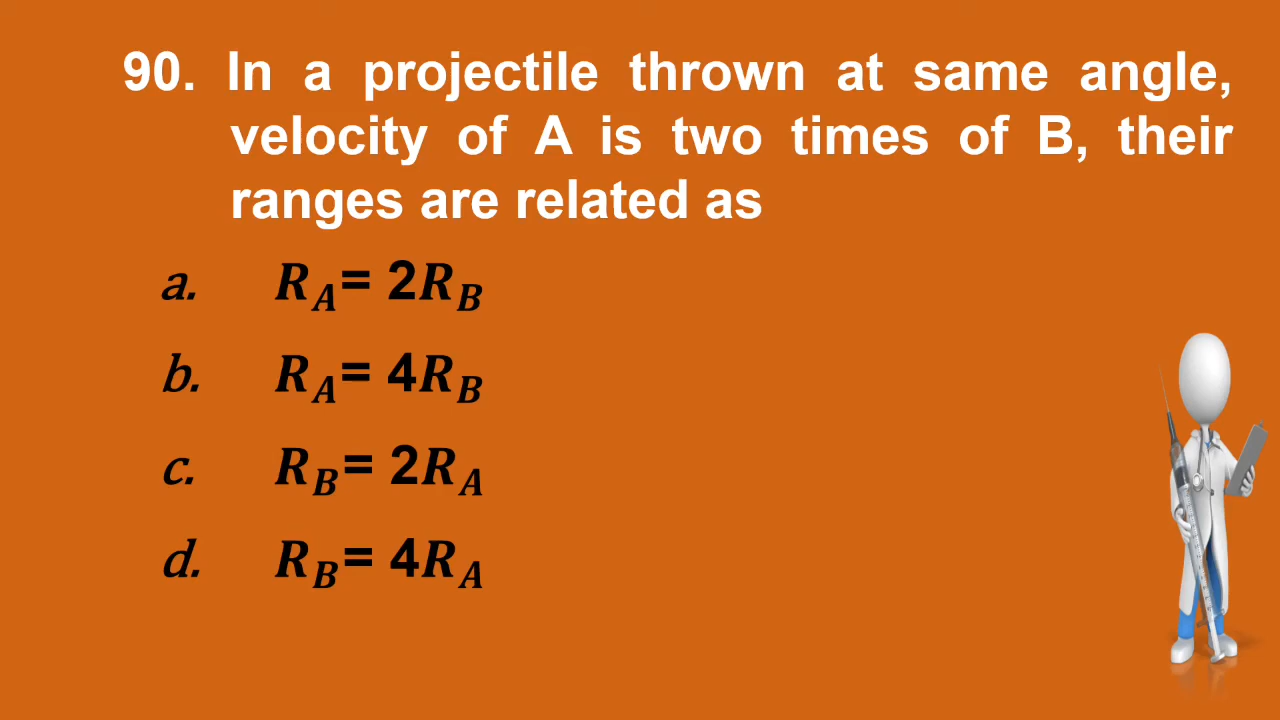 90. In a projectile thrown at same angle,
velocity of A is two times of B, their
ranges are related as
a. R_A= 2R_B
b. R_A= 4R_B
c. R_B= 2R_A
d. R_B= 4R_A